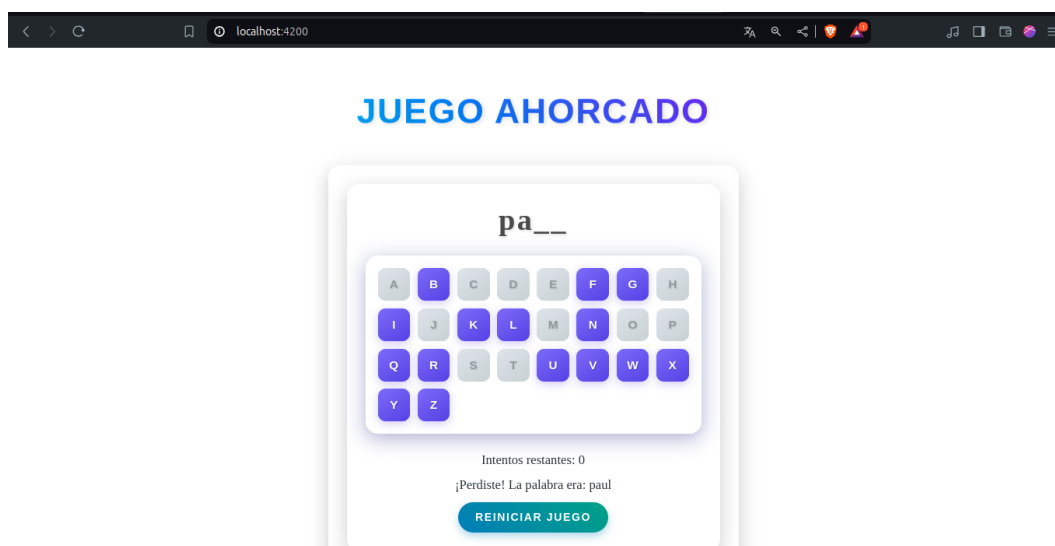 localhost:4200
JUEGO AHORCADO
pa__
A B C D E F G H
I J K L M N O P
Q R S T U V W X
Y Z
Intentos restantes: 0
¡Perdiste! La palabra era: paul
REINICIAR JUEGO